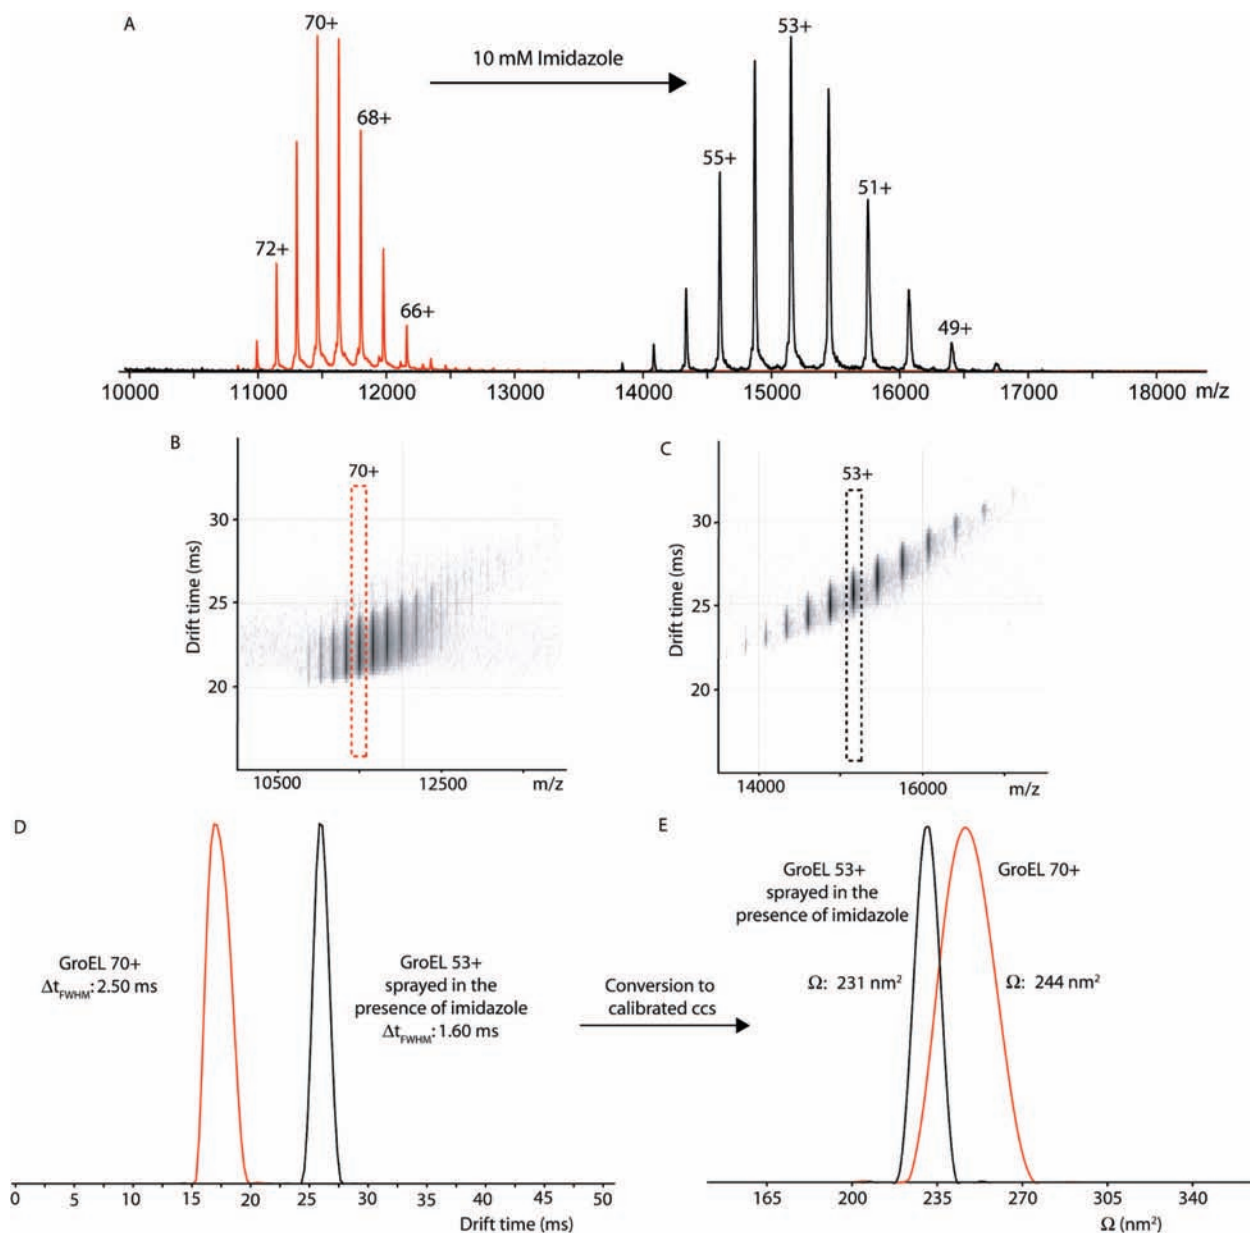 A
70+
10 mM Imidazole
53+
68+
55+
51+
72+
66+
49+
10000 11000 12000 13000 14000 15000 16000 17000 18000 m/z
B
70+
30
25
20
Drift time (ms)
10500 12500 m/z
C
53+
30
25
20
Drift time (ms)
14000 16000 m/z
D
GroEL 70+
Δt_FWHM: 2.50 ms
GroEL 53+
sprayed in the
presence of imidazole
Δt_FWHM: 1.60 ms
0 5 10 15 20 25 30 35 40 45 50
Drift time (ms)
Conversion to
calibrated ccs
E
GroEL 53+
sprayed in the
presence of imidazole
GroEL 70+
Ω: 231 nm²
Ω: 244 nm²
165 200 235 270 305 340
Ω (nm²)